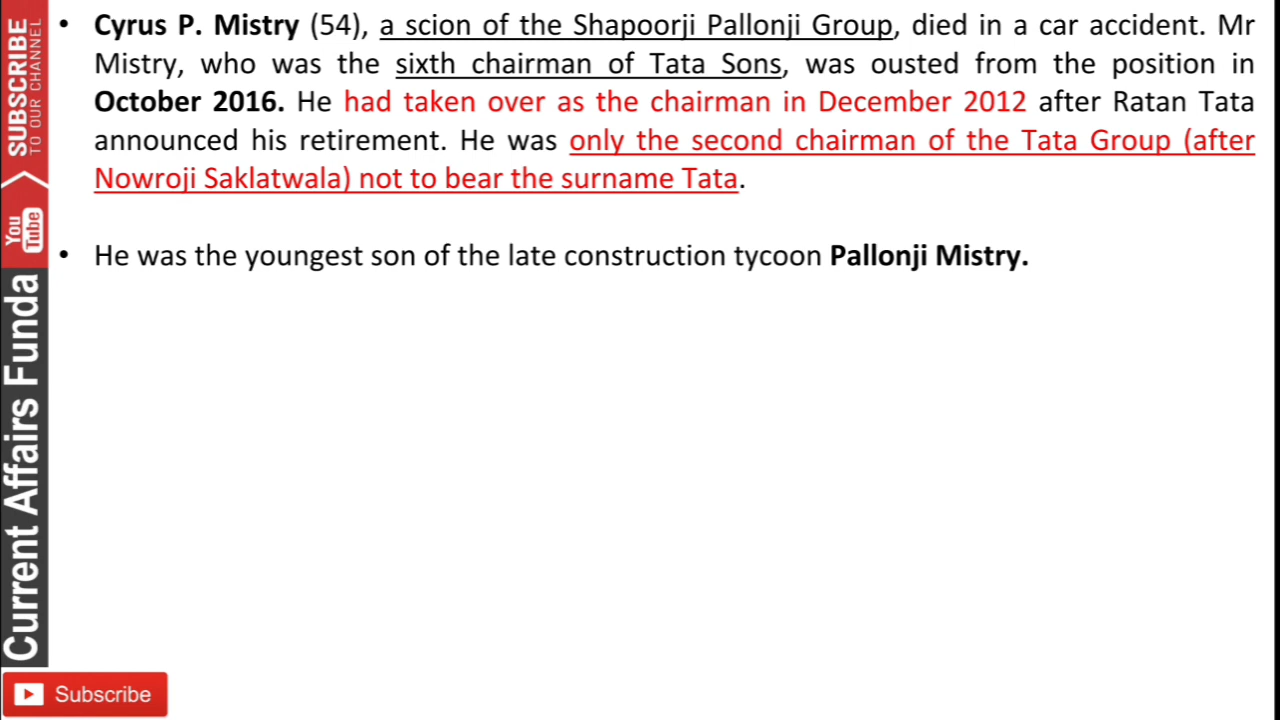 • Cyrus P. Mistry (54), a scion of the Shapoorji Pallonji Group, died in a car accident. Mr
Mistry, who was the sixth chairman of Tata Sons, was ousted from the position in
October 2016. He had taken over as the chairman in December 2012 after Ratan Tata
announced his retirement. He was only the second chairman of the Tata Group (after
Nowroji Saklatwala) not to bear the surname Tata.
• He was the youngest son of the late construction tycoon Pallonji Mistry.
SUBSCRIBE
TO OUR CHANNEL
You
Tube
Current Affairs Funda
Subscribe